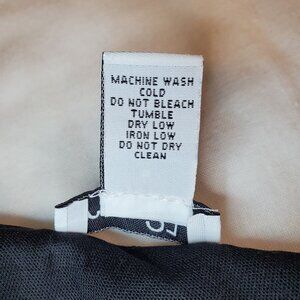 MACHINE WASH
COLD
DO NOT BLEACH
TUMBLE
DRY LOW
IRON LOW
DO NOT DRY
CLEAN